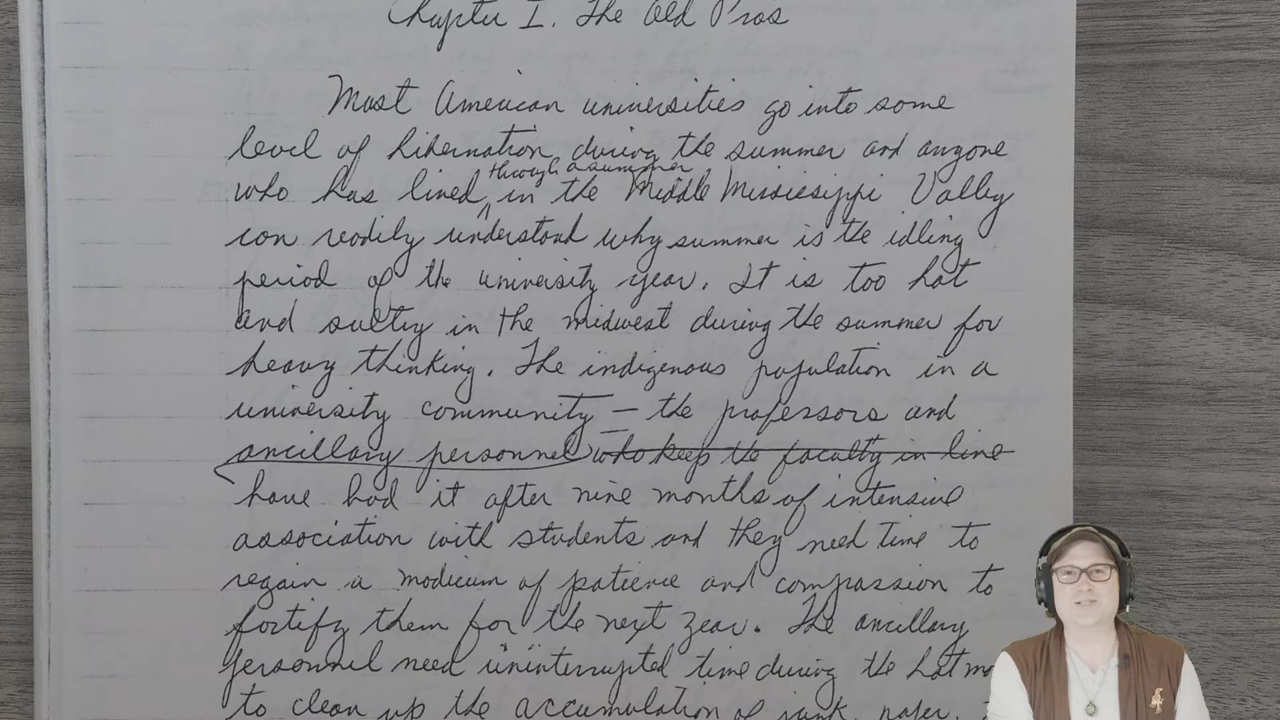 Chapter I. The Old Pros
Most American universities go into some
level of hibernation during the summer and anyone
through a summer
who has lived in the Middle Mississippi Valley
can readily understand why summer is the idling
period of the university year. It is too hot
and sultry in the midwest during the summer for
heavy thinking. The indigenous population in a
university community — the professors and
ancillary personnel who keep the faculty in line
have had it after nine months of intensive
association with students and they need time to
regain a modicum of patience and compassion to
fortify them for the next year. The ancillary
personnel need uninterrupted time during the hot
to clean up the accumulation of junk, paper,